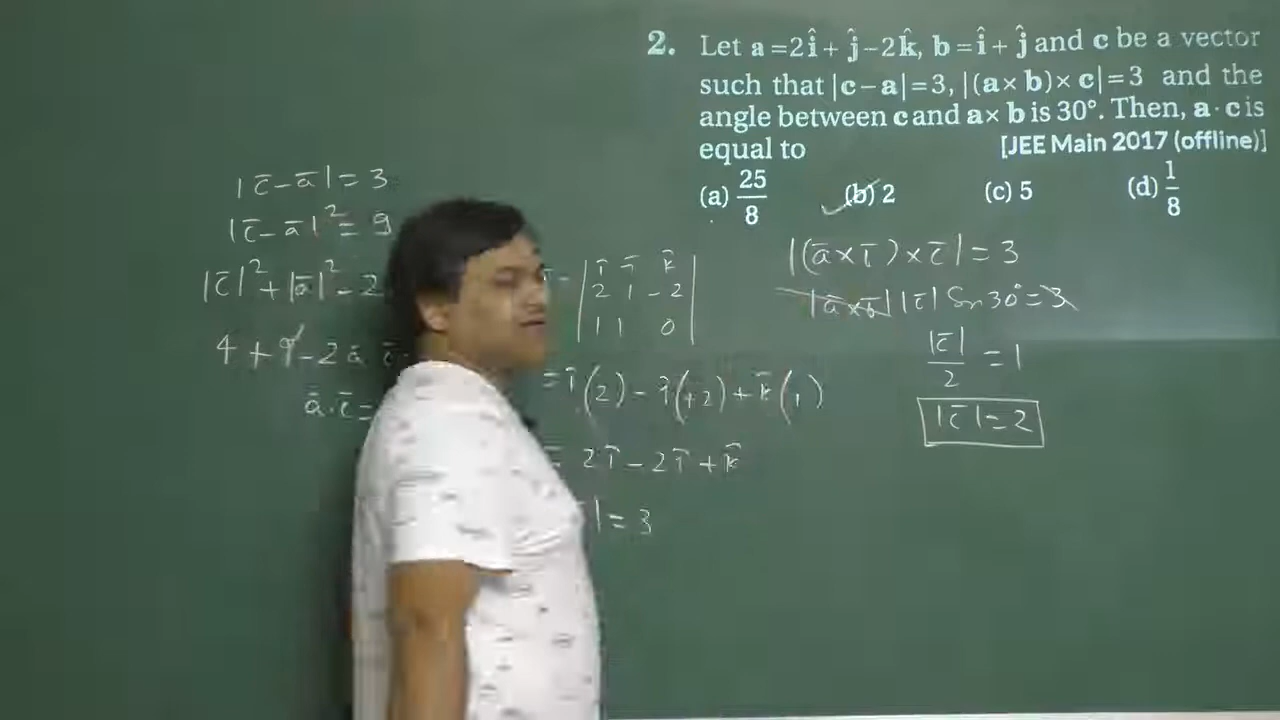 2. Let a = 2î + ĵ − 2k̂, b = î + ĵ and c be a vector
such that |c − a| = 3, |(a × b) × c| = 3 and the
angle between c and a × b is 30°. Then, a · c is
equal to [JEE Main 2017 (offline)]
(a) 25/8 (b) 2 (c) 5 (d) 1/8
|c̄ − ā| = 3
|c̄ − ā|² = 9
|c̄|² + |ā|² − 2
4 + 9 − 2 ā c̄
ā . c̄ =
ī j̄ k̄
2 1 −2
1 1 0
= ī(2) − j̄(+2) + k̄(1)
= 2ī − 2j̄ + k̄
| = 3
|(ā × b̄) × c̄| = 3
|ā × b̄| |c̄| Sin 30° = 3
|c̄|/2 = 1
|c̄| = 2